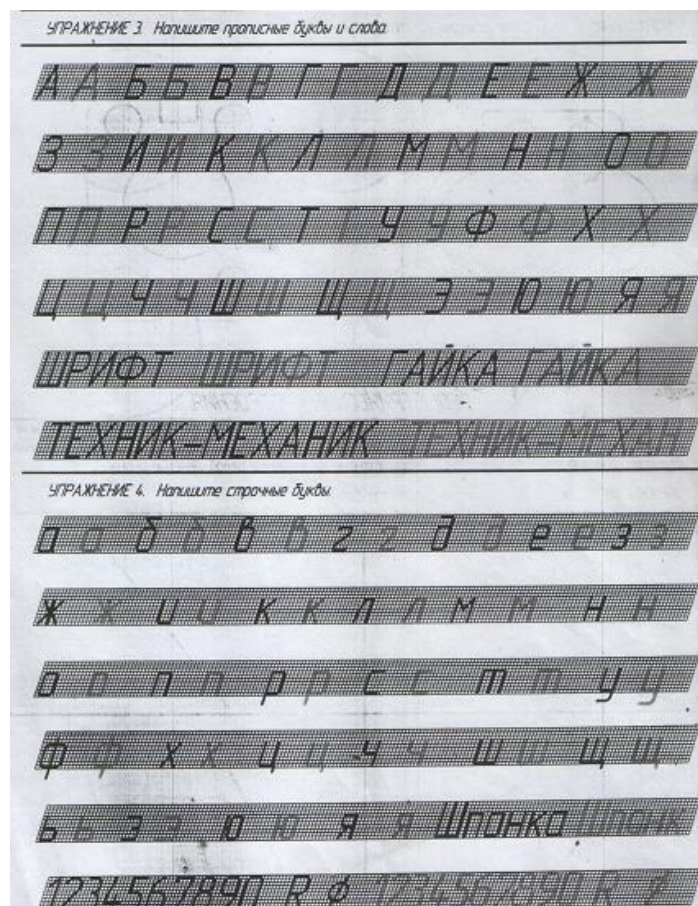 УПРАЖНЕНИЕ 3. Напишите прописные буквы и слова.
А А Б Б В В Г Г Д Д Е Е Ж Ж
З З И И К К Л Л М М Н Н О О
П П Р Р С С Т Т У У Ф Ф Х Х
Ц Ц Ч Ч Ш Ш Щ Щ Э Э Ю Ю Я Я
ШРИФТ ШРИФТ ГАЙКА ГАЙКА
ТЕХНИК-МЕХАНИК ТЕХНИК-МЕХАН
УПРАЖНЕНИЕ 4. Напишите строчные буквы.
а а б б в в г г д д е е з з
ж ж и и к к л л м м н н
о о п п р р с с т т у у
ф ф х х ц ц ч ч ш ш щ щ
ь ь э э ю ю я я Шпонка Шпонк
1234567890 R ø 1234567890 R ø